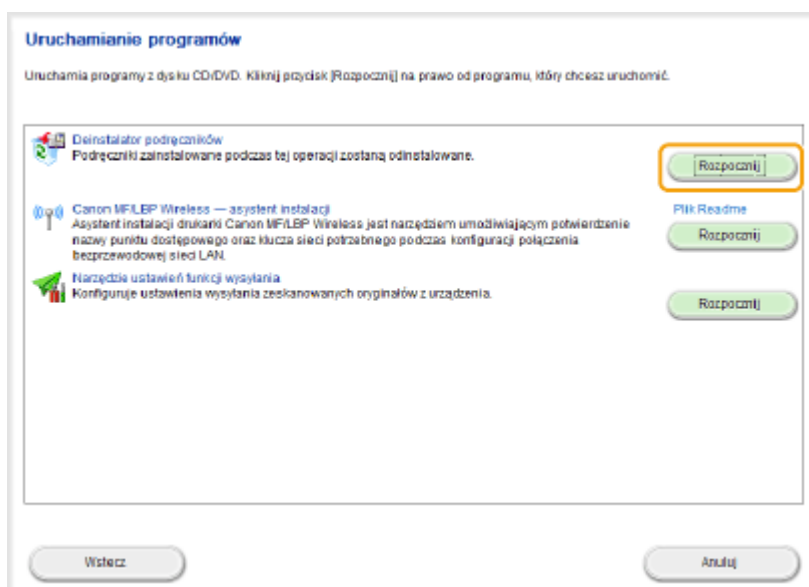 Uruchamianie programów
Uruchamia programy z dysku CD/DVD. Kliknij przycisk [Rozpocznij] na prawo od programu, który chcesz uruchomić.
Deinstalator podręczników
Podręczniki zainstalowane podczas tej operacji zostaną odinstalowane.
[Rozpocznij]
Canon MF/LBP Wireless — asystent instalacji
Plik Readme
Asystent instalacji drukarki Canon MF/LBP Wireless jest narzędziem umożliwiającym potwierdzenie
nazwy punktu dostępowego oraz klucza sieci potrzebnego podczas konfiguracji połączenia
bezprzewodowej sieci LAN.
Rozpocznij
Narzędzie ustawień funkcji wysyłania
Konfiguruje ustawienia wysyłania zeskanowanych oryginałów z urządzenia.
Rozpocznij
Wstecz
Anuluj